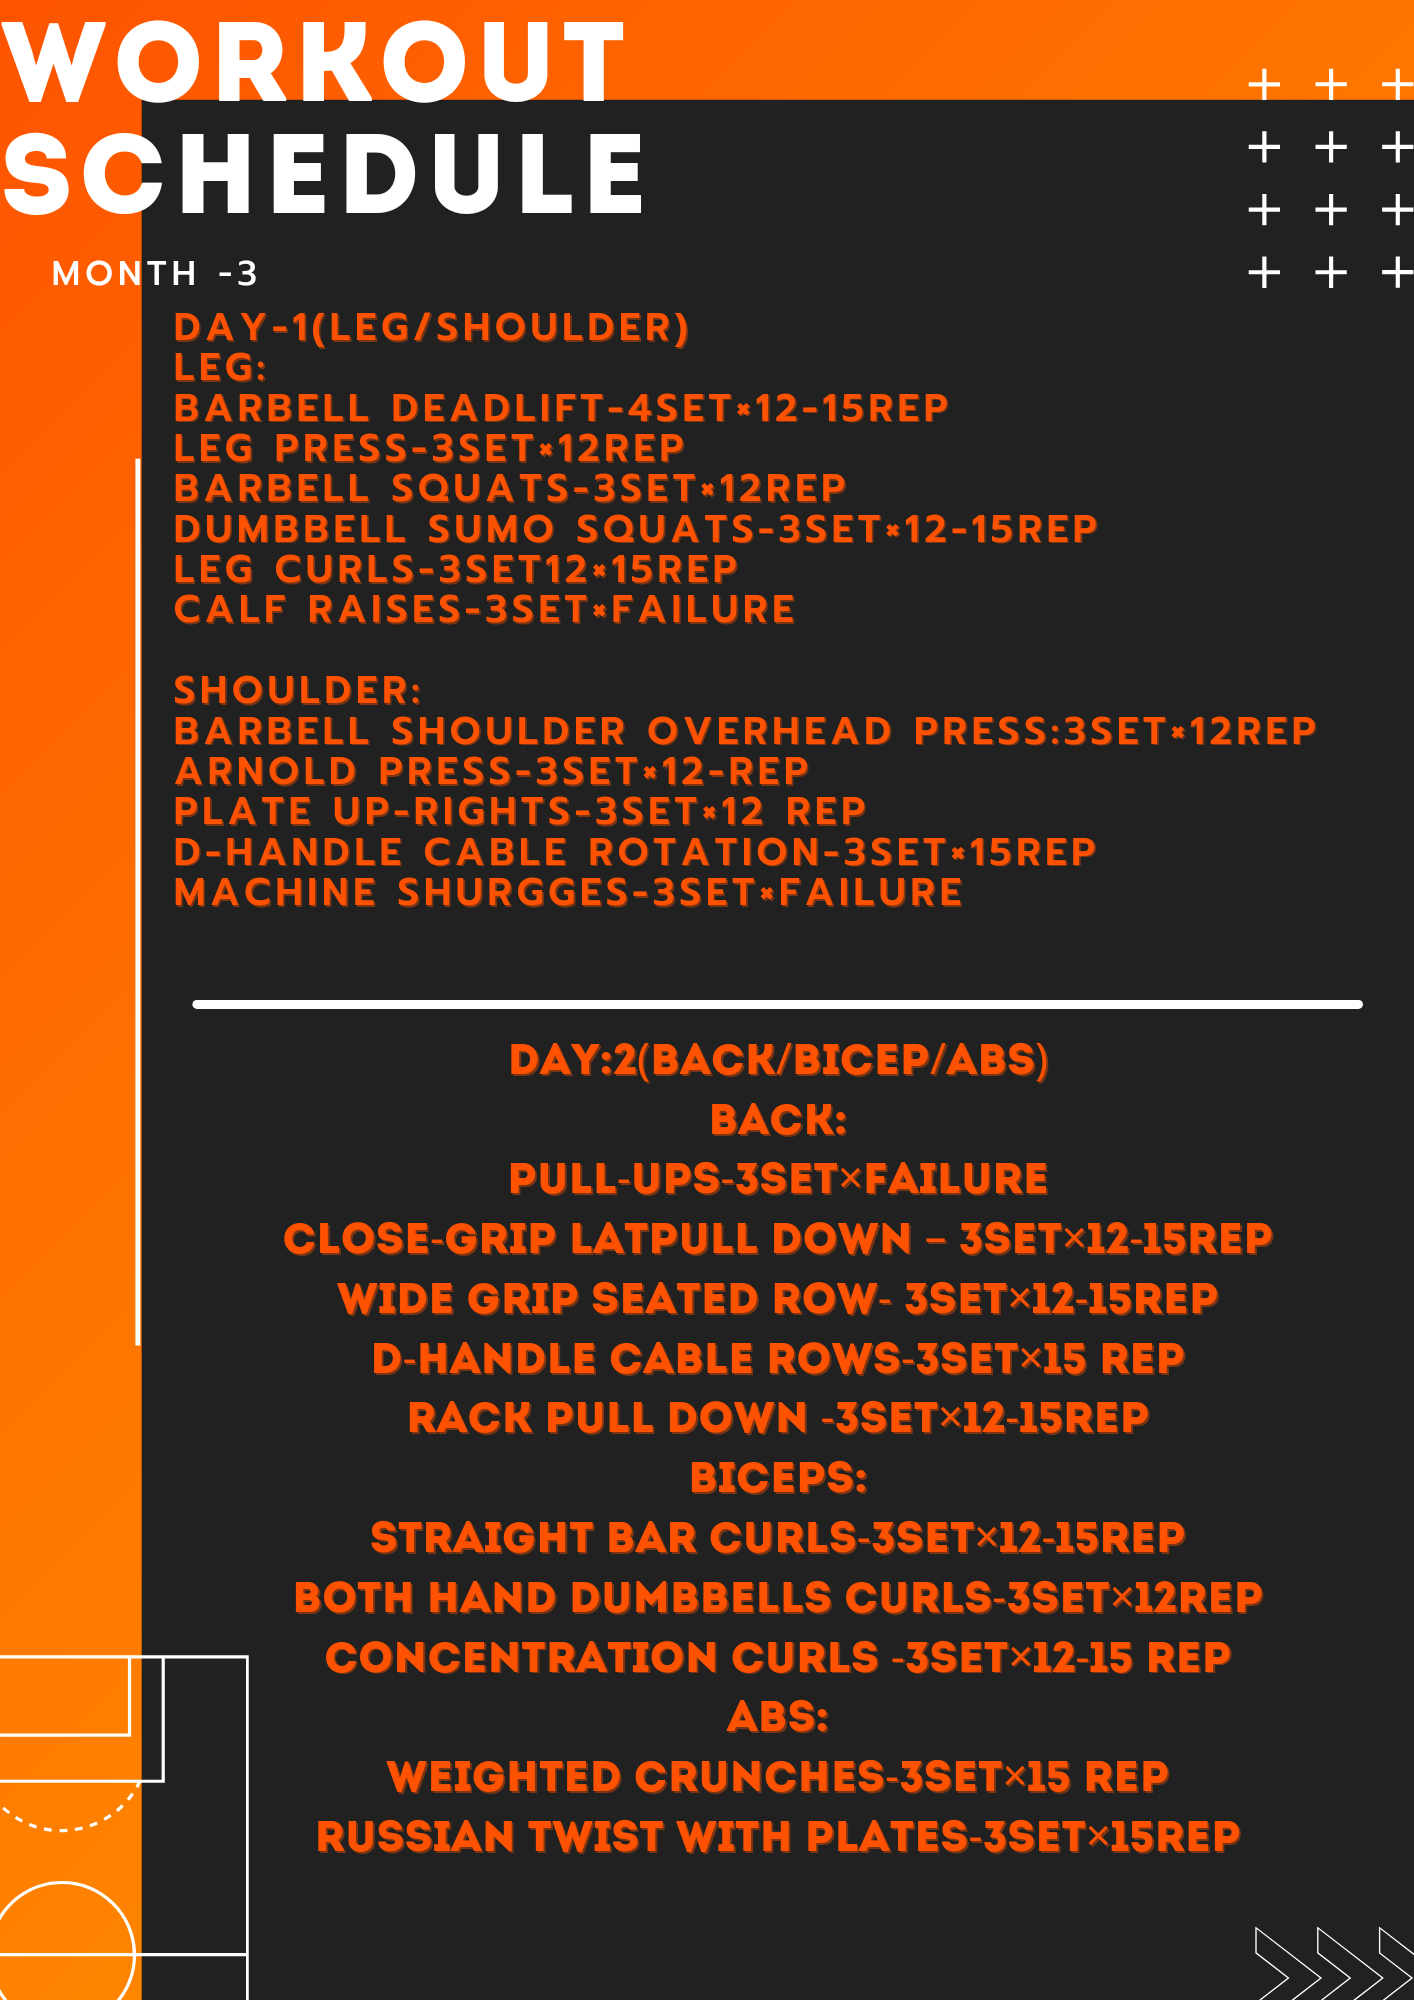 WORKOUT
SCHEDULE
MONTH -3
DAY-1(LEG/SHOULDER)
LEG:
BARBELL DEADLIFT-4SET×12-15REP
LEG PRESS-3SET×12REP
BARBELL SQUATS-3SET×12REP
DUMBBELL SUMO SQUATS-3SET×12-15REP
LEG CURLS-3SET12×15REP
CALF RAISES-3SET×FAILURE
SHOULDER:
BARBELL SHOULDER OVERHEAD PRESS:3SET×12REP
ARNOLD PRESS-3SET×12-REP
PLATE UP-RIGHTS-3SET×12 REP
D-HANDLE CABLE ROTATION-3SET×15REP
MACHINE SHURGGES-3SET×FAILURE
DAY:2(BACK/BICEP/ABS)
BACK:
PULL-UPS-3SET×FAILURE
CLOSE-GRIP LATPULL DOWN – 3SET×12-15REP
WIDE GRIP SEATED ROW- 3SET×12-15REP
D-HANDLE CABLE ROWS-3SET×15 REP
RACK PULL DOWN -3SET×12-15REP
BICEPS:
STRAIGHT BAR CURLS-3SET×12-15REP
BOTH HAND DUMBBELLS CURLS-3SET×12REP
CONCENTRATION CURLS -3SET×12-15 REP
ABS:
WEIGHTED CRUNCHES-3SET×15 REP
RUSSIAN TWIST WITH PLATES-3SET×15REP